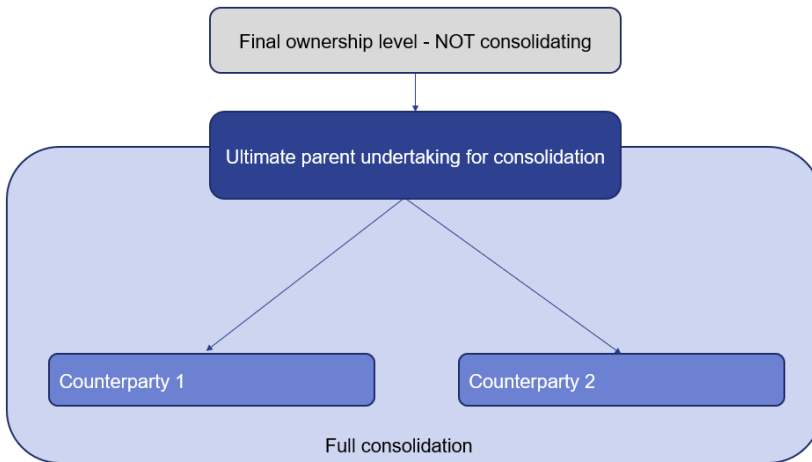 Final ownership level - NOT consolidating
Ultimate parent undertaking for consolidation
Counterparty 1
Counterparty 2
Full consolidation